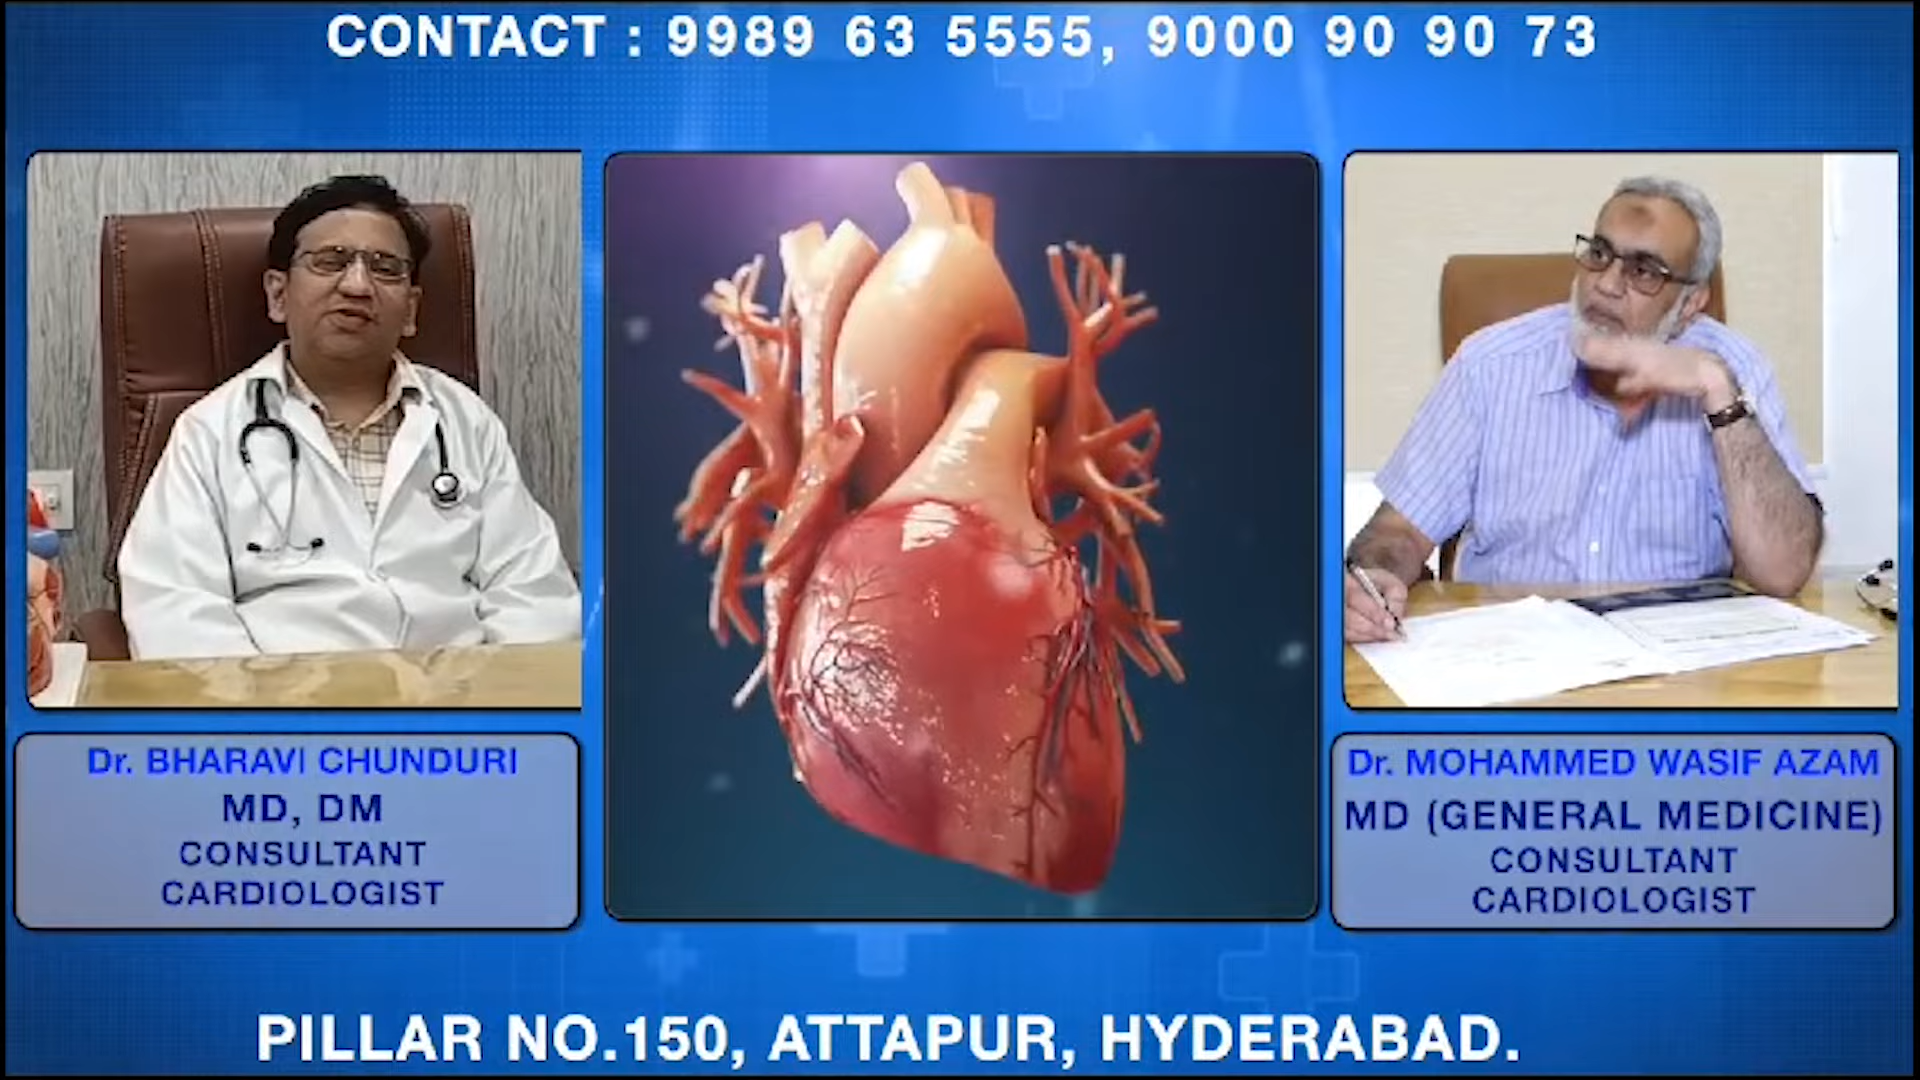 CONTACT : 9989 63 5555, 9000 90 90 73
Dr. BHARAVI CHUNDURI
MD, DM
CONSULTANT
CARDIOLOGIST
Dr. MOHAMMED WASIF AZAM
MD (GENERAL MEDICINE)
CONSULTANT
CARDIOLOGIST
PILLAR NO.150, ATTAPUR, HYDERABAD.